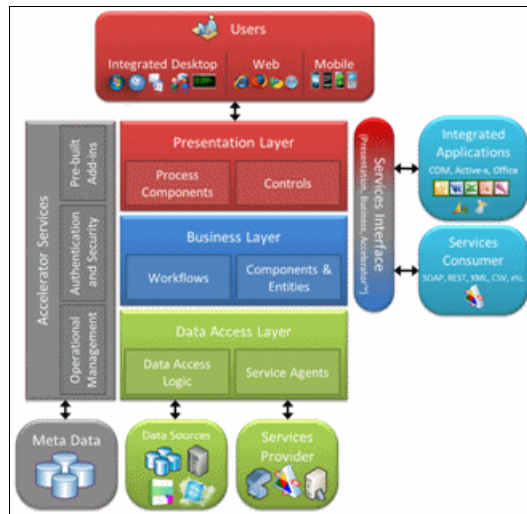 Users
Integrated Desktop
Web
Mobile
Accelerator Services
Pre-built
Add-ins
Authentication
and Security
Operational
Management
Presentation Layer
Process
Components
Controls
Business Layer
Workflows
Components &
Entities
Data Access Layer
Data Access
Logic
Service Agents
Services Interface
(Presentation, Business, Accelerator™)
Integrated
Applications
COM, Active-x, Office
Services
Consumer
SOAP, REST, XML, CSV, etc.
Meta Data
Data Sources
Services
Provider